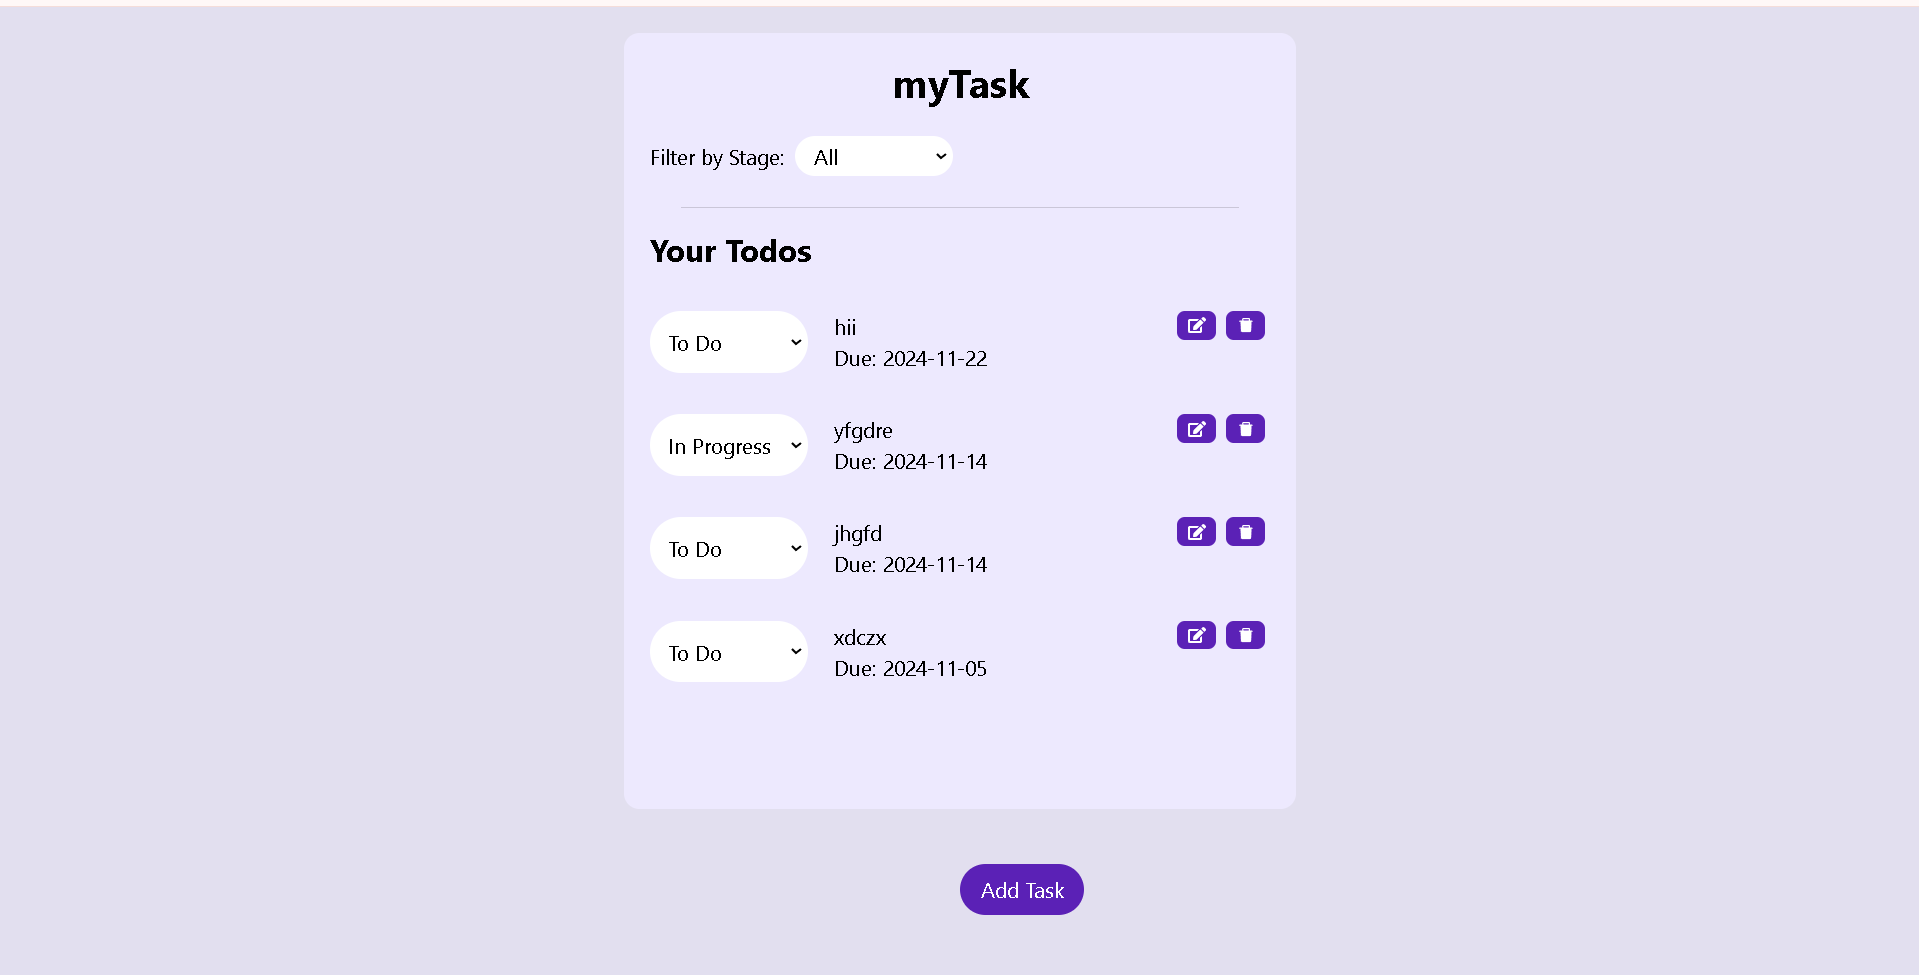 myTask
Filter by Stage: All
Your Todos
To Do
hii
Due: 2024-11-22
In Progress
yfgdre
Due: 2024-11-14
To Do
jhgfd
Due: 2024-11-14
To Do
xdczx
Due: 2024-11-05
Add Task